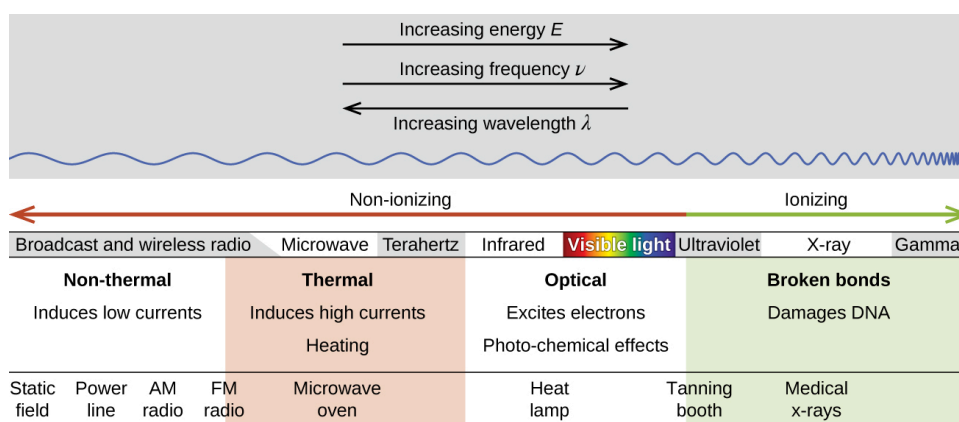 Increasing energy E
Increasing frequency ν
Increasing wavelength λ
Non-ionizing
Ionizing
Broadcast and wireless radio
Microwave
Terahertz
Infrared
Visible light
Ultraviolet
X-ray
Gamma
Non-thermal
Induces low currents
Thermal
Induces high currents
Heating
Optical
Excites electrons
Photo-chemical effects
Broken bonds
Damages DNA
Static
field
Power
line
AM
radio
FM
radio
Microwave
oven
Heat
lamp
Tanning
booth
Medical
x-rays